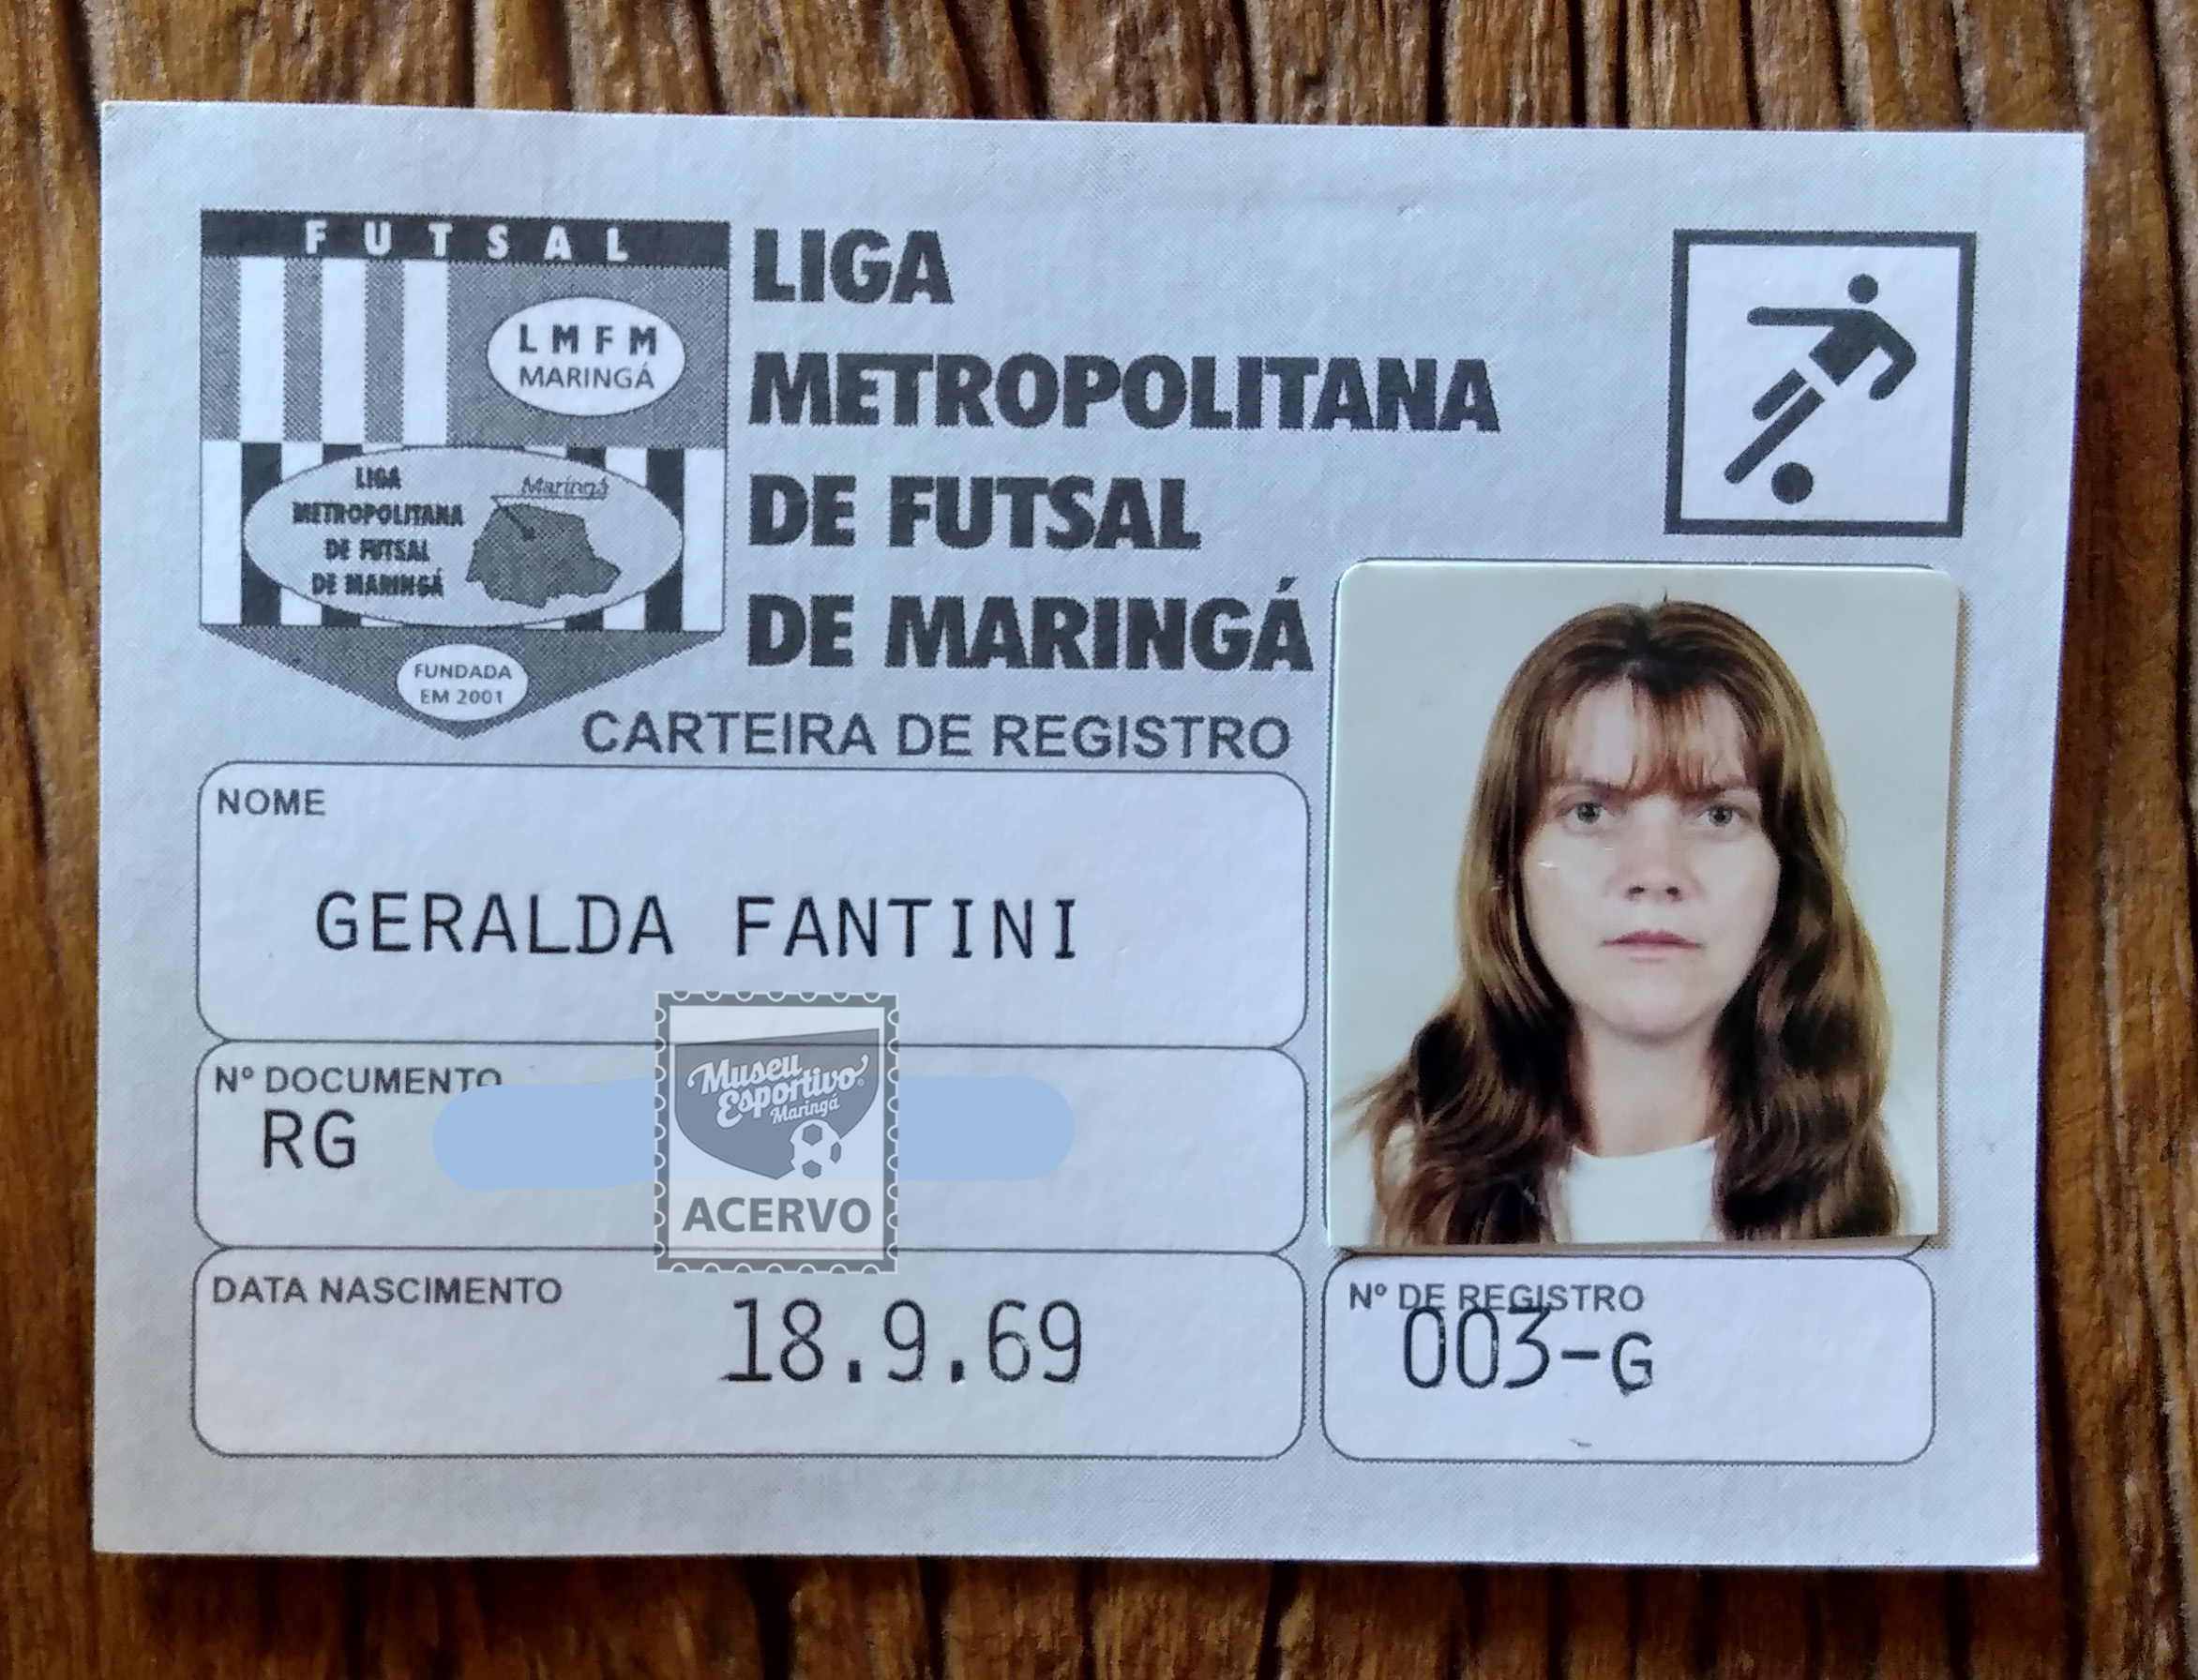 FUTSAL
LMFM
MARINGÁ
LIGA
METROPOLITANA
DE FUTSAL
DE MARINGÁ
Maringá
FUNDADA
EM 2001
LIGA
METROPOLITANA
DE FUTSAL
DE MARINGÁ
CARTEIRA DE REGISTRO
NOME
GERALDA FANTINI
Nº DOCUMENTO
RG
Museu
Esportivo
Maringá
ACERVO
DATA NASCIMENTO
18.9.69
Nº DE REGISTRO
003-G